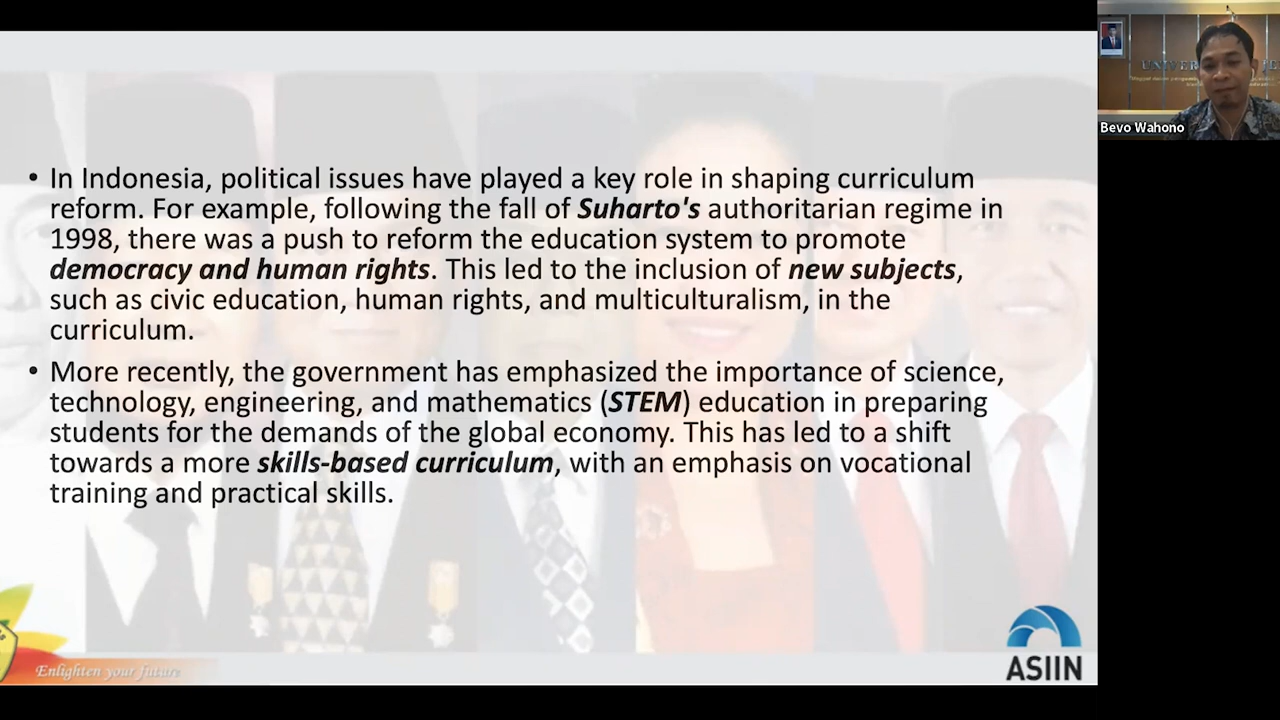 • In Indonesia, political issues have played a key role in shaping curriculum
reform. For example, following the fall of Suharto's authoritarian regime in
1998, there was a push to reform the education system to promote
democracy and human rights. This led to the inclusion of new subjects,
such as civic education, human rights, and multiculturalism, in the
curriculum.
• More recently, the government has emphasized the importance of science,
technology, engineering, and mathematics (STEM) education in preparing
students for the demands of the global economy. This has led to a shift
towards a more skills-based curriculum, with an emphasis on vocational
training and practical skills.
Enlighten your future
ASIIN
Bevo Wahono